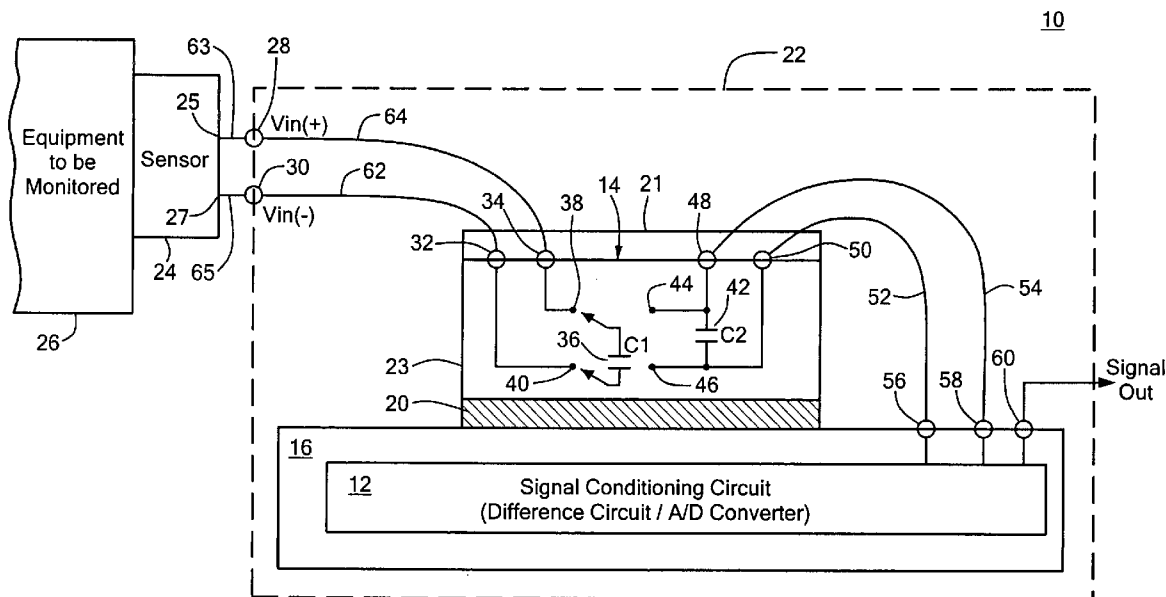 10
63
28
22
25
Vin(+)
64
Equipment
to be
Monitored
Sensor
30
62
27
Vin(-)
34
38
14
21
48
32
50
24
65
44
42
52
54
26
36
C1
C2
23
40
46
20
56
58
60
Signal
Out
16
12
Signal Conditioning Circuit
(Difference Circuit / A/D Converter)